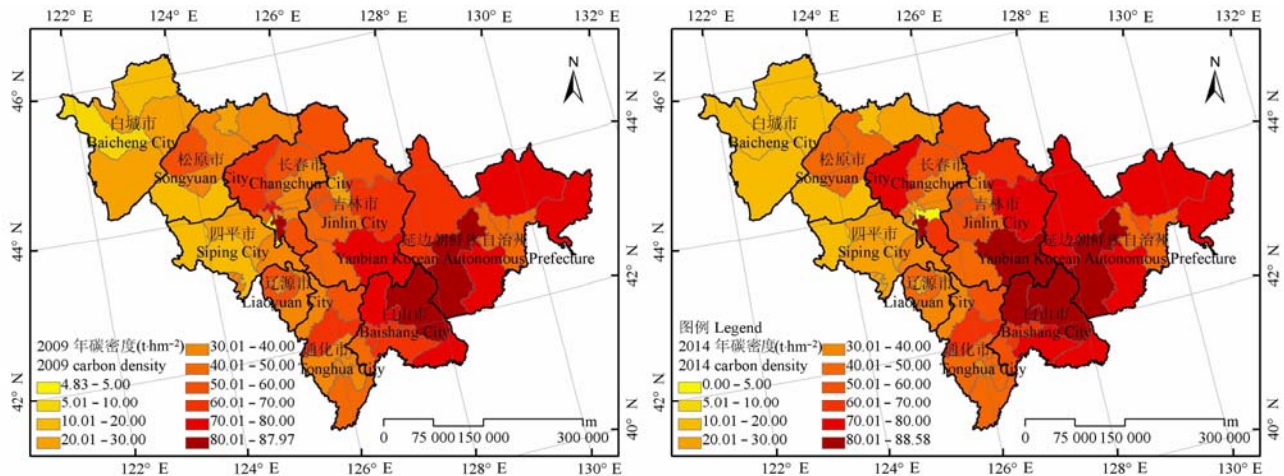 122° E 124° E 126° E 128° E 130° E 132° E
46° N
44° N
42° N
N
44° N
42° N
40° N
白城市
Baicheng City
松原市
Songyuan City
长春市
Changchun City
吉林市
Jinlin City
四平市
Siping City
延边朝鲜族自治州
Yanbian Korean Autonomous Prefecture
辽源市
Liaoyuan City
白山市
Baishang City
通化市
Tonghua City
2009 年碳密度(t·hm⁻²)
2009 carbon density
4.83–5.00
5.01–10.00
10.01–20.00
20.01–30.00
30.01–40.00
40.01–50.00
50.01–60.00
60.01–70.00
70.01–80.00
80.01–87.97
m
0 75 000 150 000 300 000
122° E 124° E 126° E 128° E 130° E
122° E 124° E 126° E 128° E 130° E 132° E
46° N
44° N
42° N
N
44° N
42° N
40° N
白城市
Baicheng City
松原市
Songyuan City
长春市
Changchun City
吉林市
Jinlin City
四平市
Siping City
延边朝鲜族自治州
Yanbian Korean Autonomous Prefecture
辽源市
Liaoyuan City
白山市
Baishang City
通化市
Tonghua City
图例 Legend
2014 年碳密度(t·hm⁻²)
2014 carbon density
0.00–5.00
5.01–10.00
10.01–20.00
20.01–30.00
30.01–40.00
40.01–50.00
50.01–60.00
60.01–70.00
70.01–80.00
80.01–88.58
m
0 75 000 150 000 300 000
122° E 124° E 126° E 128° E 130° E